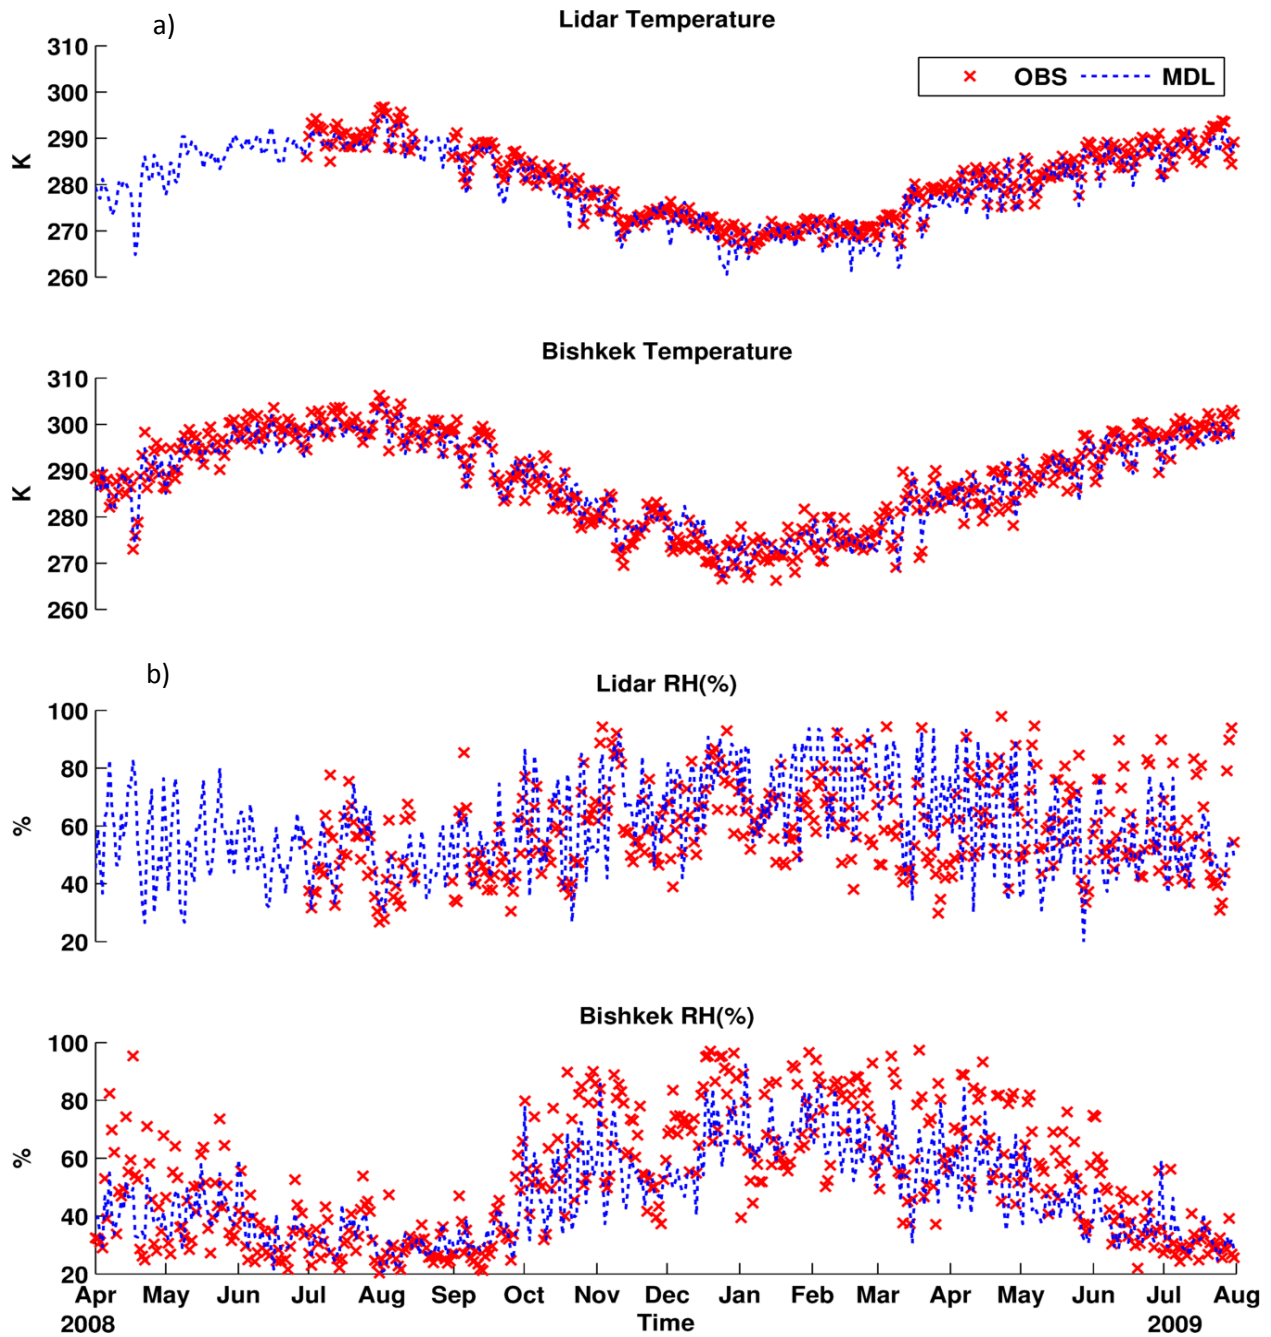 a)
Lidar Temperature
310
300
290
280
270
260
K
OBS MDL
Bishkek Temperature
310
300
290
280
270
260
K
b)
Lidar RH(%)
100
80
60
40
20
%
Bishkek RH(%)
100
80
60
40
20
%
Apr May Jun Jul Aug Sep Oct Nov Dec Jan Feb Mar Apr May Jun Jul Aug
2008 Time 2009